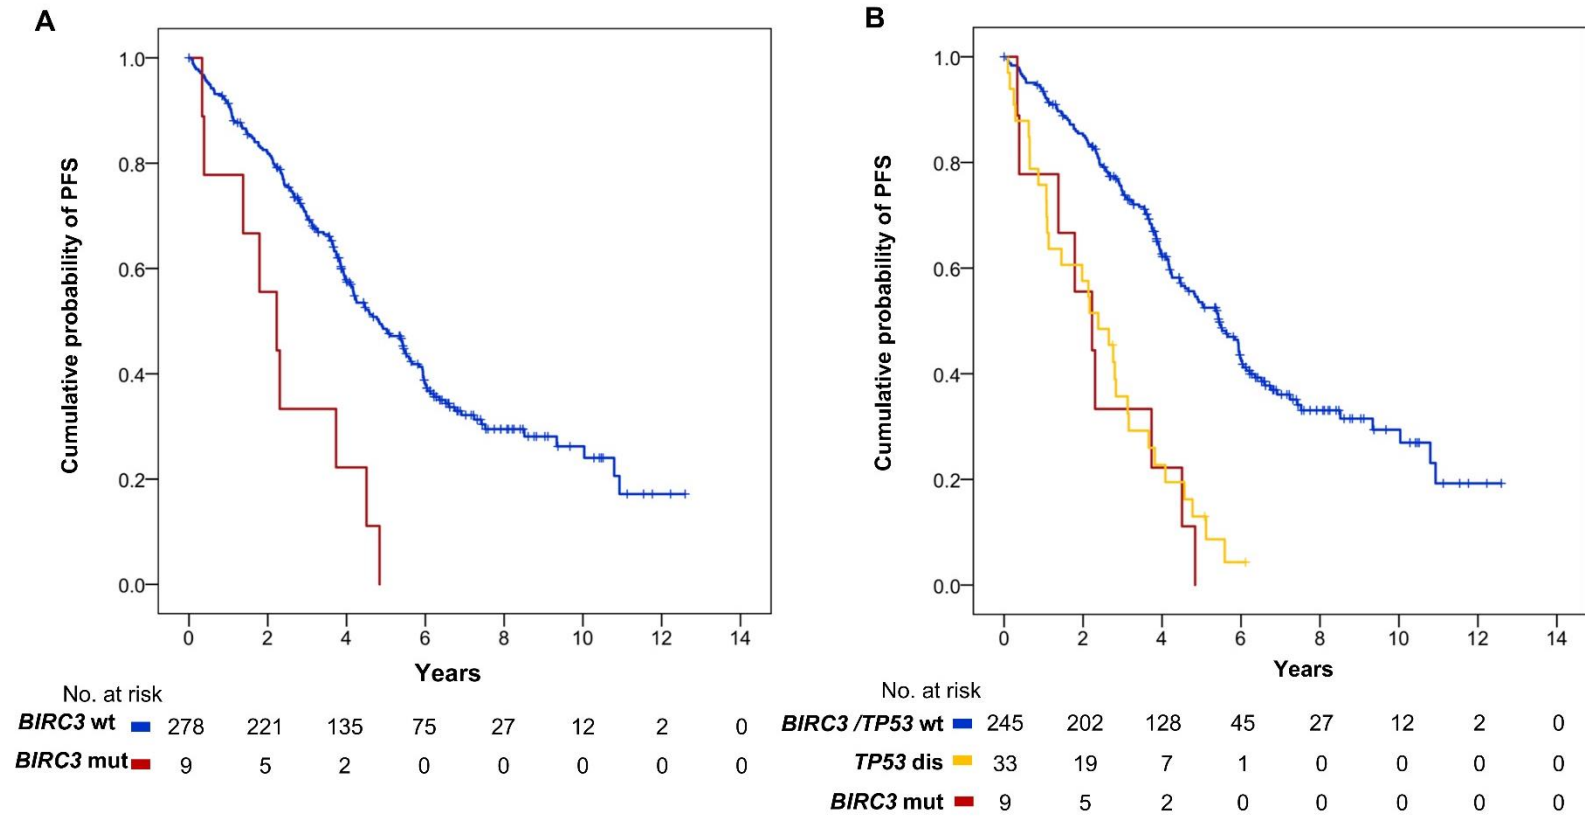 A
Cumulative probability of PFS
1.0
0.8
0.6
0.4
0.2
0.0
0 2 4 6 8 10 12 14
Years
No. at risk
BIRC3 wt 278 221 135 75 27 12 2 0
BIRC3 mut 9 5 2 0 0 0 0 0
B
Cumulative probability of PFS
1.0
0.8
0.6
0.4
0.2
0.0
0 2 4 6 8 10 12 14
Years
No. at risk
BIRC3 /TP53 wt 245 202 128 45 27 12 2 0
TP53 dis 33 19 7 1 0 0 0 0
BIRC3 mut 9 5 2 0 0 0 0 0